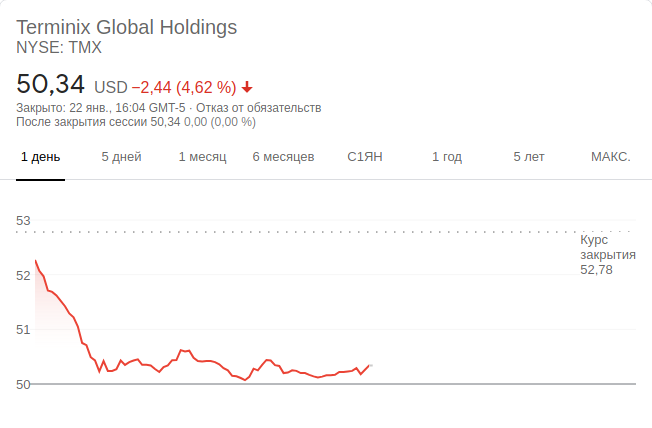 Terminix Global Holdings
NYSE: TMX
50,34 USD −2,44 (4,62 %)
Закрыто: 22 янв., 16:04 GMT-5 · Отказ от обязательств
После закрытия сессии 50,34 0,00 (0,00 %)
1 день 5 дней 1 месяц 6 месяцев С1ЯН 1 год 5 лет МАКС.
53
Курс
закрытия
52,78
52
51
50